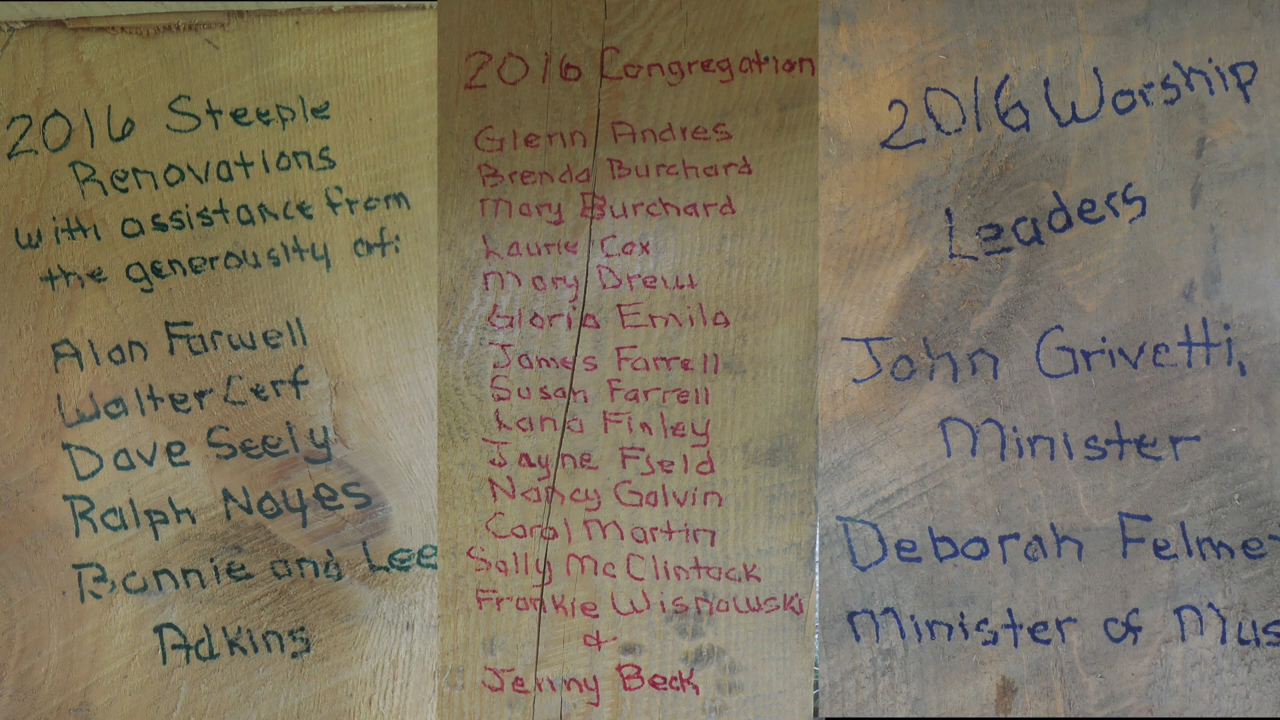 2016 Steeple
Renovations
with assistance from
the generousity of:
Alan Farwell
Walter Cerf
Dave Seely
Ralph Noyes
Bonnie and Lee
Adkins
2016 Congregation
Glenn Andres
Brenda Burchard
Mary Burchard
Laurie Cox
Mary Drew
Gloria Emilo
James Farrell
Susan Farrell
Lana Finley
Jayne Fjeld
Nancy Galvin
Carol Martin
Sally McClintock
Frankie Wisnowski
&
Jenny Beck
2016 Worship
Leaders
John Grivetti,
Minister
Deborah Felme
Minister of Mus